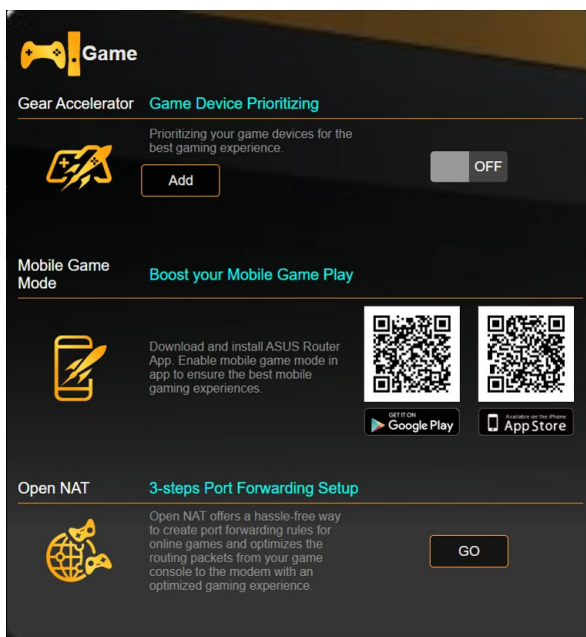 Game
Gear Accelerator
Game Device Prioritizing
Prioritizing your game devices for the
best gaming experience.
Add
OFF
Mobile Game
Mode
Boost your Mobile Game Play
Download and install ASUS Router
App. Enable mobile game mode in
app to ensure the best mobile
gaming experiences.
GET IT ON
Google Play
Available on the iPhone
App Store
Open NAT
3-steps Port Forwarding Setup
Open NAT offers a hassle-free way
to create port forwarding rules for
online games and optimizes the
routing packets from your game
console to the modem with an
optimized gaming experience.
GO